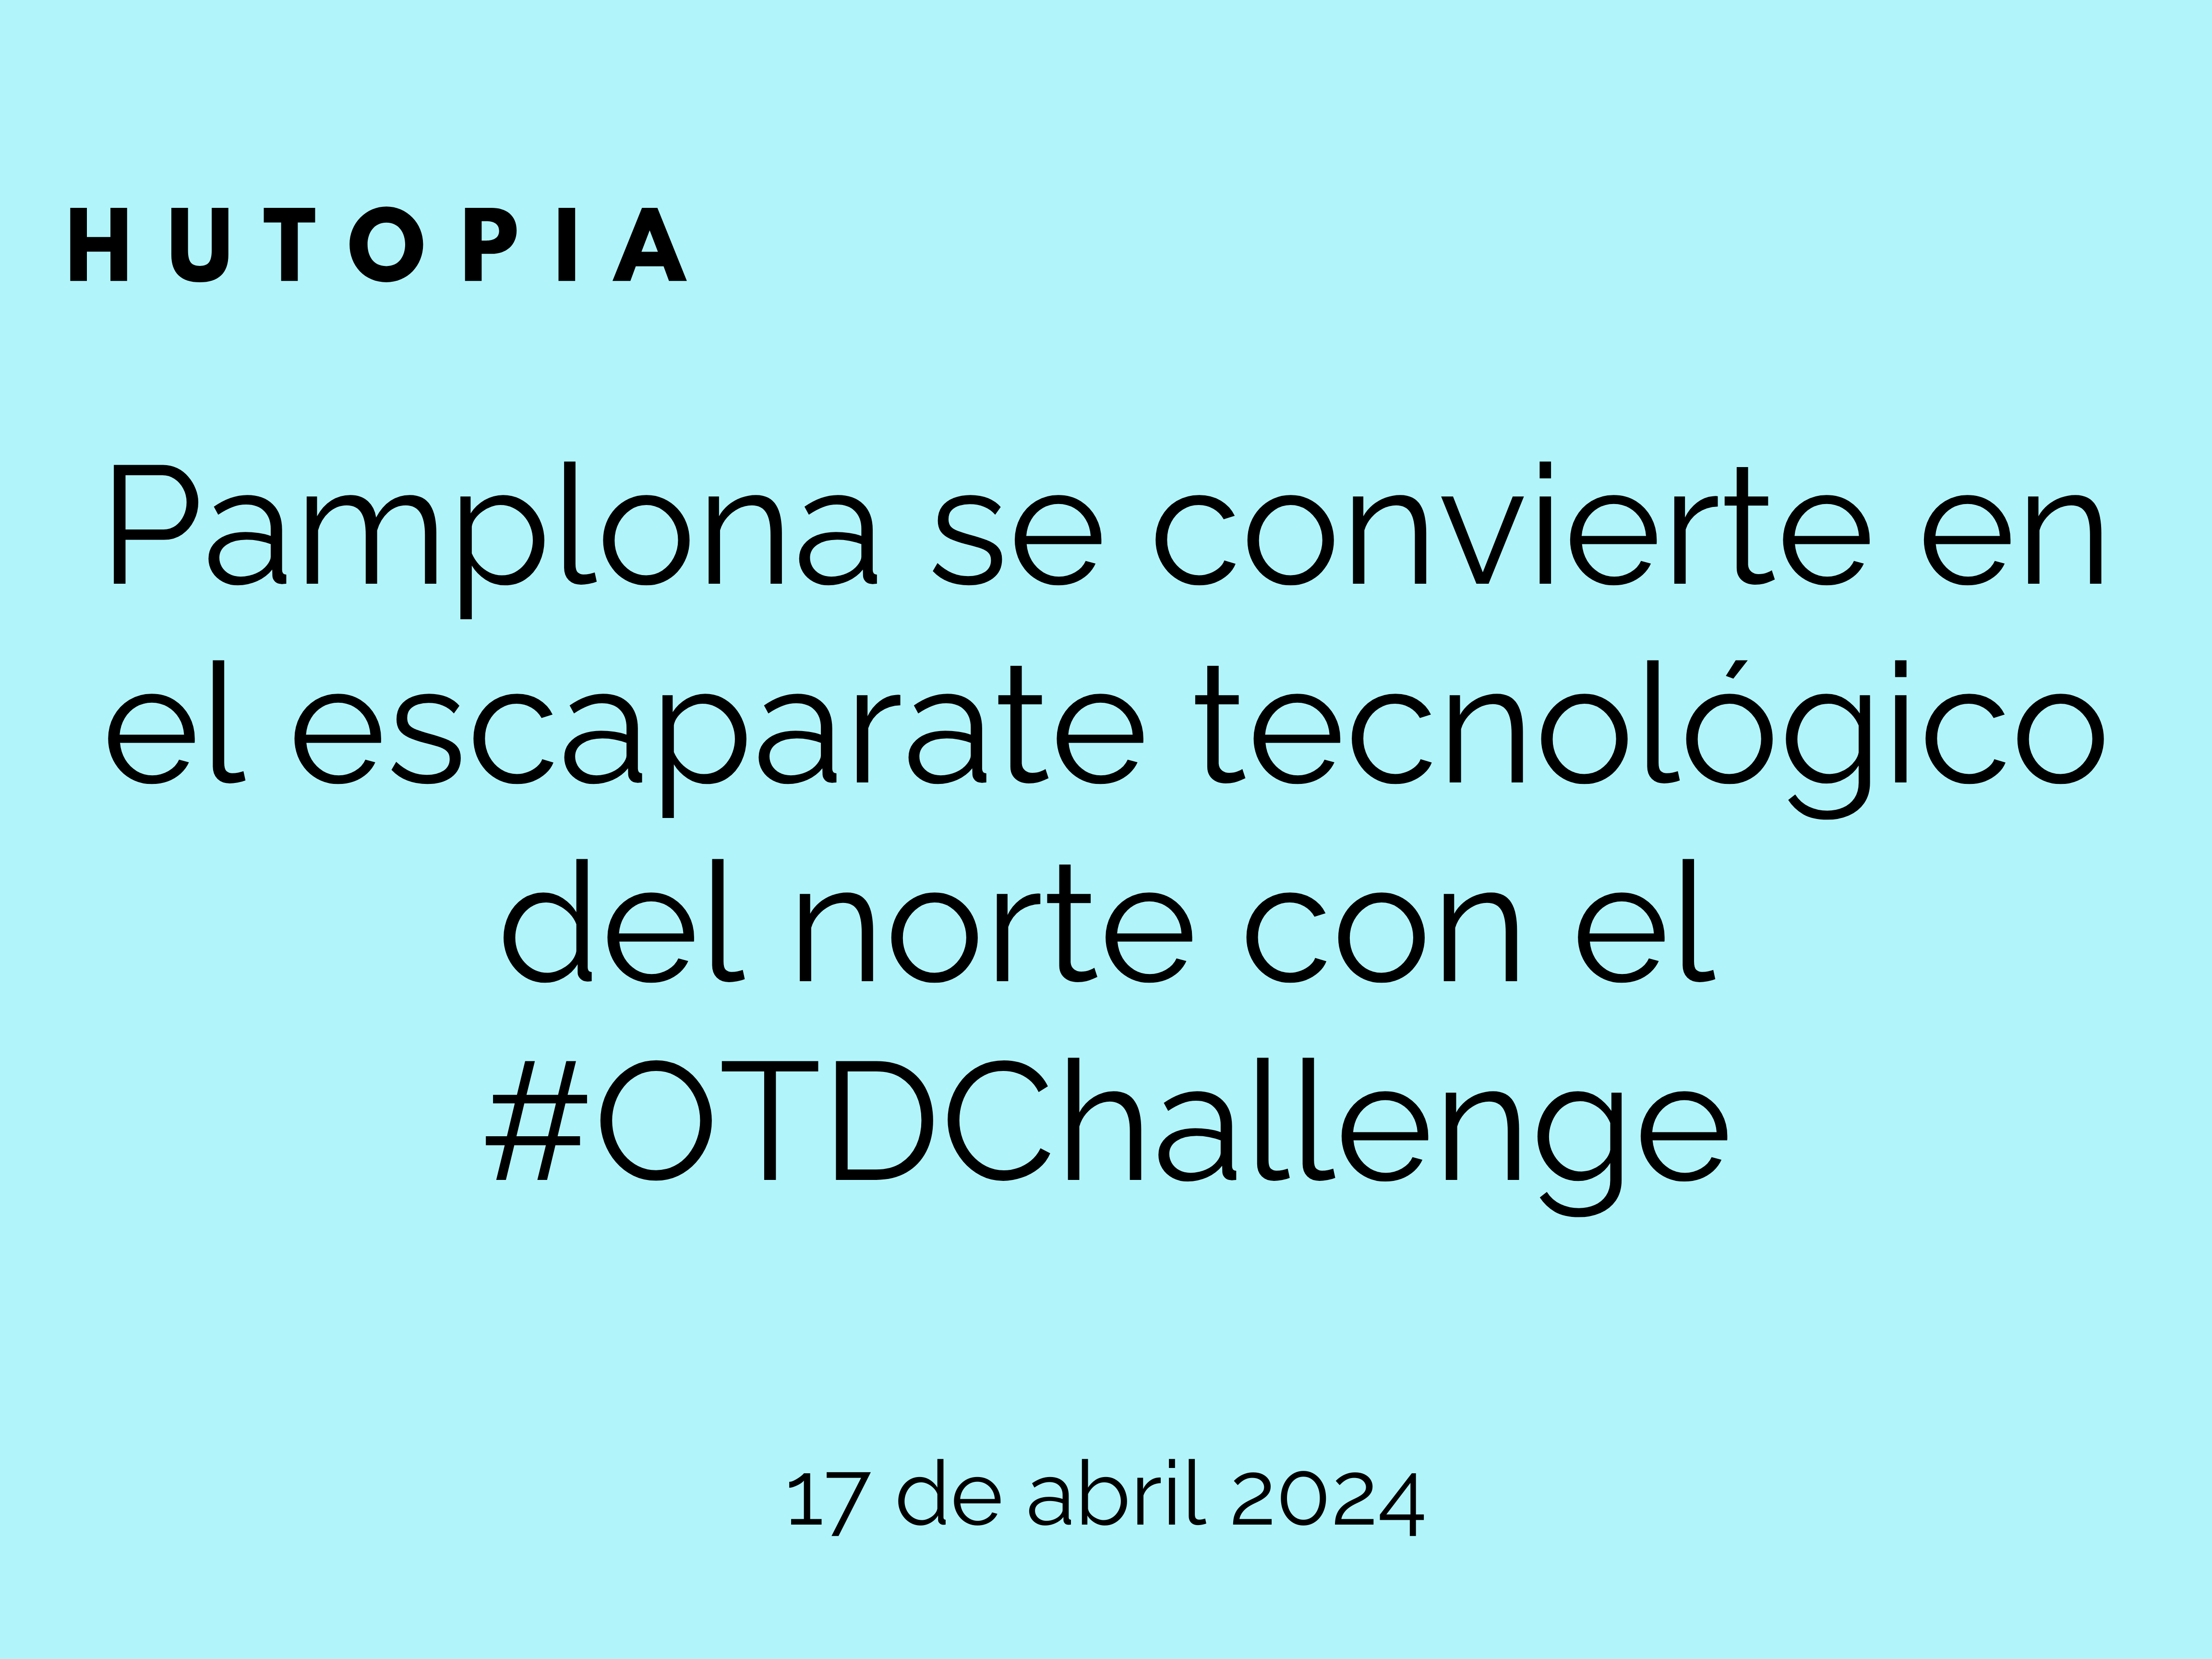 HUTOPIA
Pamplona se convierte en
el escaparate tecnológico
del norte con el
#OTDChallenge
17 de abril 2024